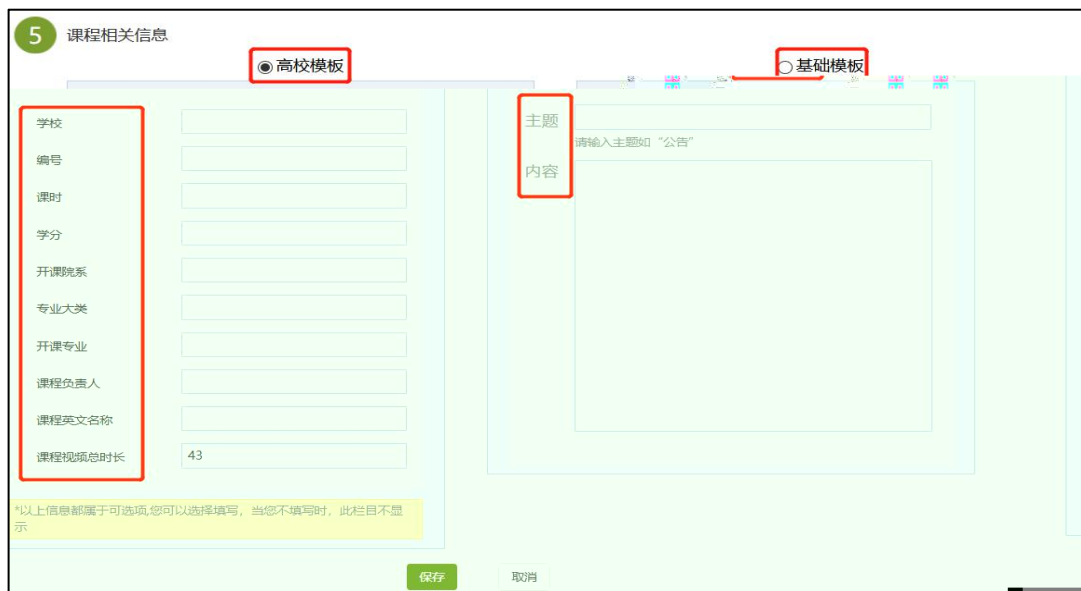 5 课程相关信息
高校模板
基础模板
学校
编号
课时
学分
开课院系
专业大类
开课专业
课程负责人
课程英文名称
课程视频总时长 43
*以上信息都属于可选项,您可以选择填写，当您不填写时，此栏目不显
示
主题
请输入主题如“公告”
内容
保存 取消